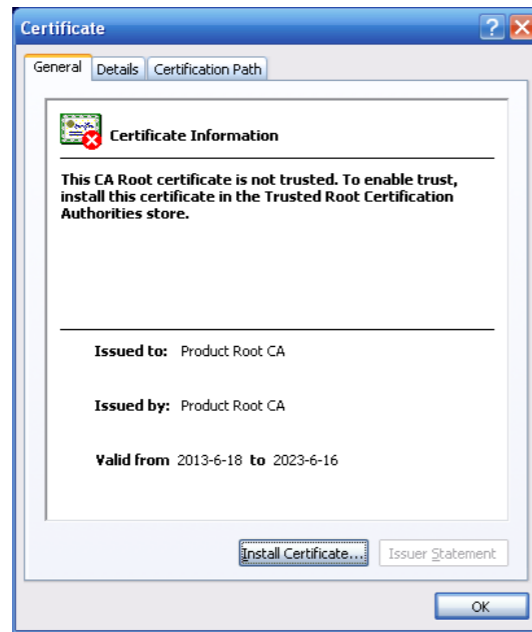 Certificate
General Details Certification Path
Certificate Information
This CA Root certificate is not trusted. To enable trust,
install this certificate in the Trusted Root Certification
Authorities store.
Issued to: Product Root CA
Issued by: Product Root CA
Valid from 2013-6-18 to 2023-6-16
Install Certificate... Issuer Statement
OK